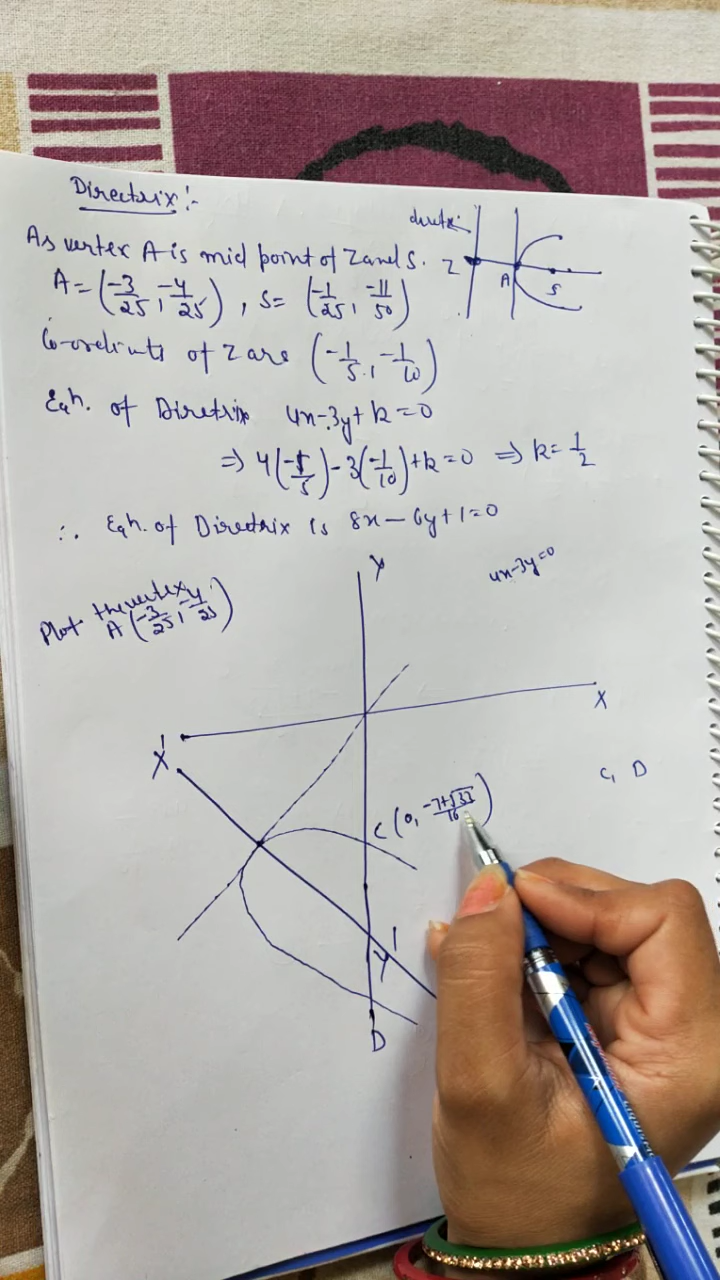 Directrix :-
directrix
As vertex A is mid point of Z and S.
Z A S
A = (-3/25, -4/25), S = (-1/25, -11/50)
Co-ordinats of Z are (-1/5, -1/10)
Eqn. of Diretrix 4x-3y+k=0
⇒ 4(-1/5)-3(-1/10)+k=0 ⇒ k=1/2
∴ Eqn. of Diretrix is 8x-6y+1=0
4x-3y=0
Plot the vertex
A (-3/25, -4/25)
Y
X
X'
C, D
C (0, -7+√33/16)
Y'
D